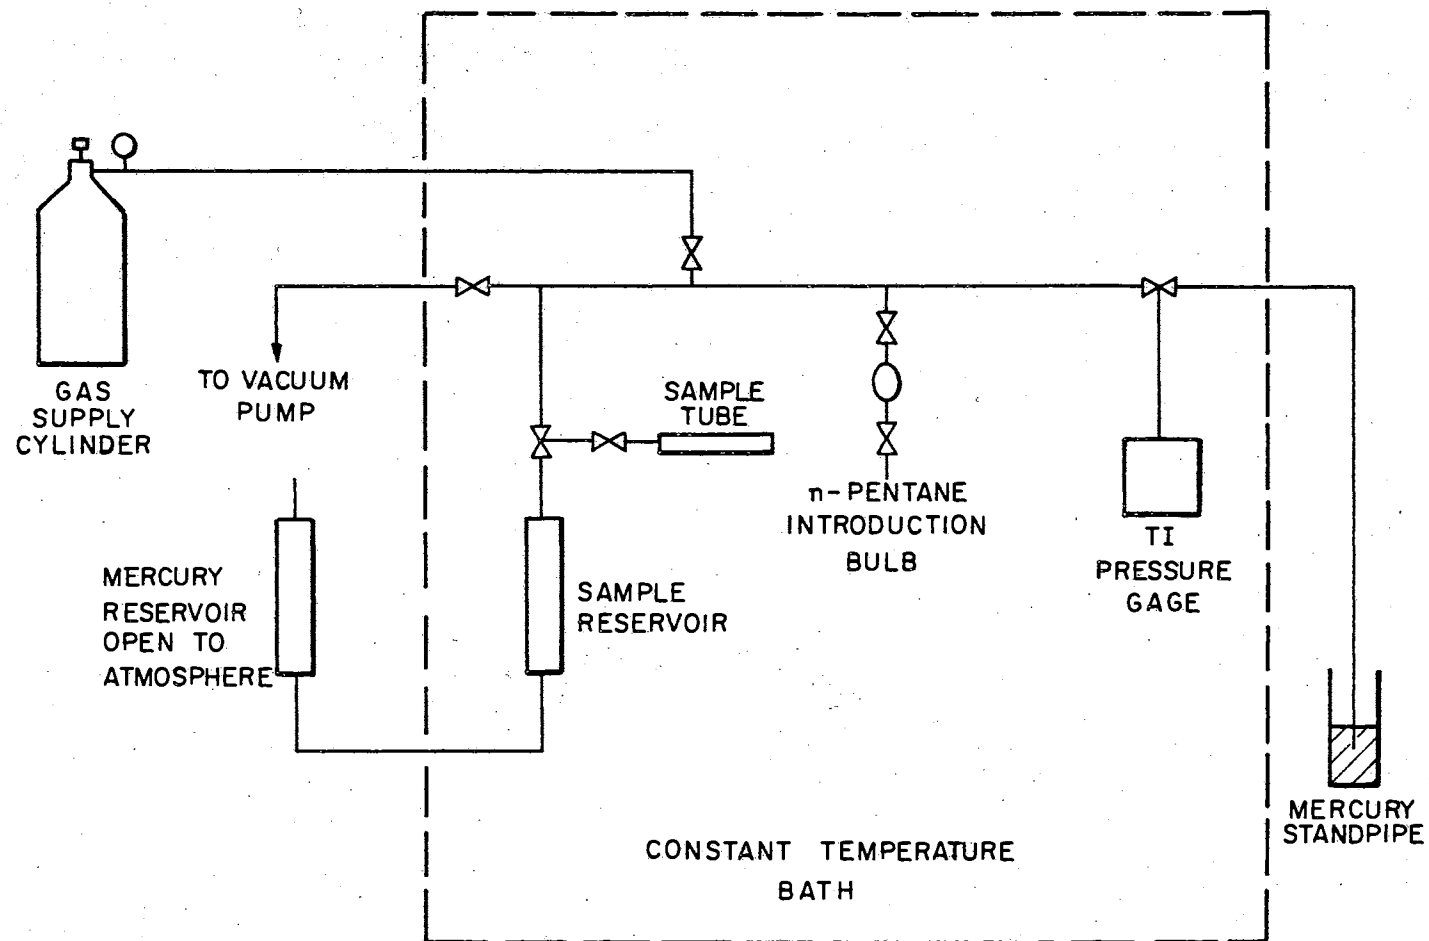 GAS
SUPPLY
CYLINDER
TO VACUUM
PUMP
SAMPLE
TUBE
n-PENTANE
INTRODUCTION
BULB
TI
PRESSURE
GAGE
MERCURY
RESERVOIR
OPEN TO
ATMOSPHERE
SAMPLE
RESERVOIR
MERCURY
STANDPIPE
CONSTANT TEMPERATURE
BATH